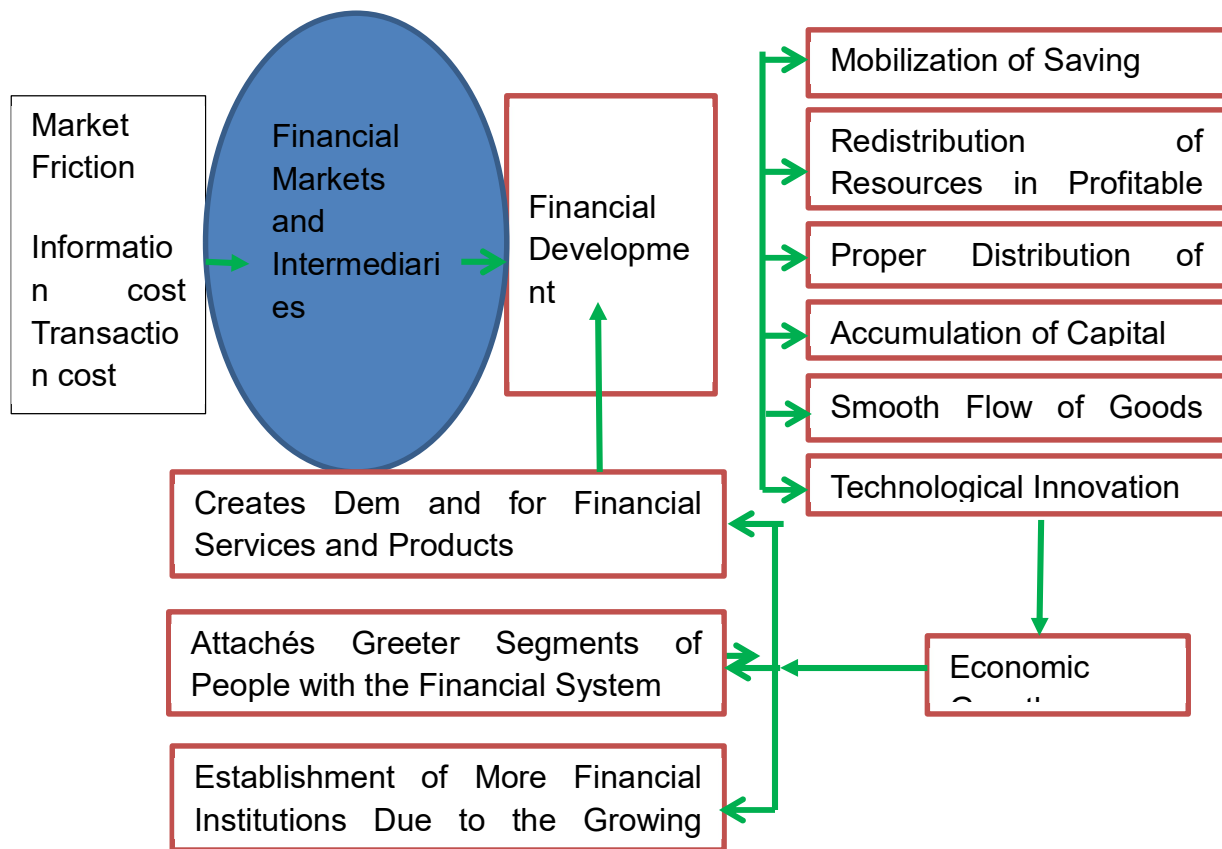 Market
Friction
Informatio
n cost
Transactio
n cost
Financial
Markets
and
Intermediari
es
Financial
Developme
nt
Mobilization of Saving
Redistribution of
Resources in Profitable
Proper Distribution of
Accumulation of Capital
Smooth Flow of Goods
Technological Innovation
Creates Dem and for Financial
Services and Products
Attachés Greeter Segments of
People with the Financial System
Establishment of More Financial
Institutions Due to the Growing
Economic